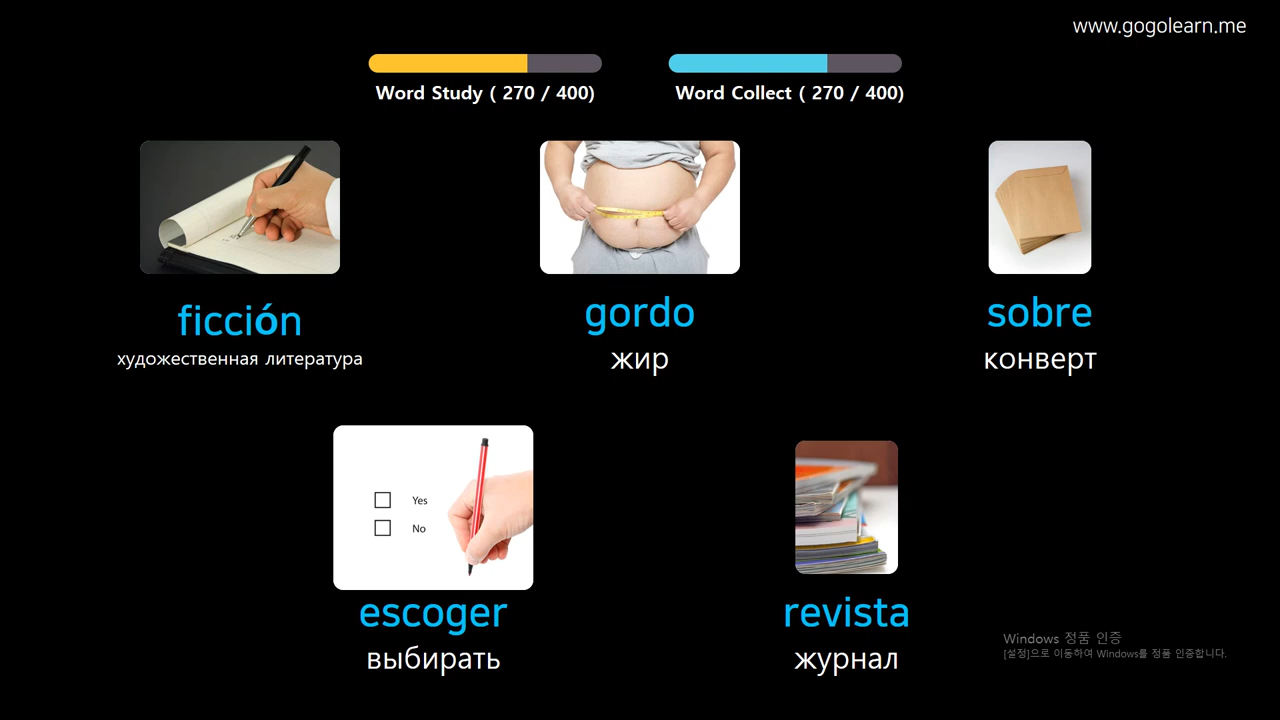 www.gogolearn.me
Word Study ( 270 / 400)
Word Collect ( 270 / 400)
ficción
художественная литература
gordo
жир
sobre
конверт
Yes
No
escoger
выбирать
revista
журнал
Windows 정품 인증
[설정]으로 이동하여 Windows를 정품 인증합니다.